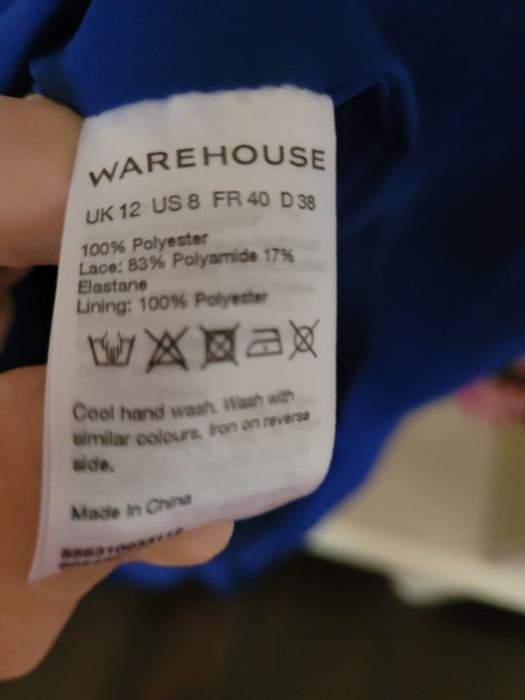 WAREHOUSE
UK 12 US 8 FR 40 D 38
100% Polyester
Lace: 83% Polyamide 17%
Elastane
Lining: 100% Polyester
Cool hand wash. Wash with
similar colours. Iron on reverse
side.
Made In China